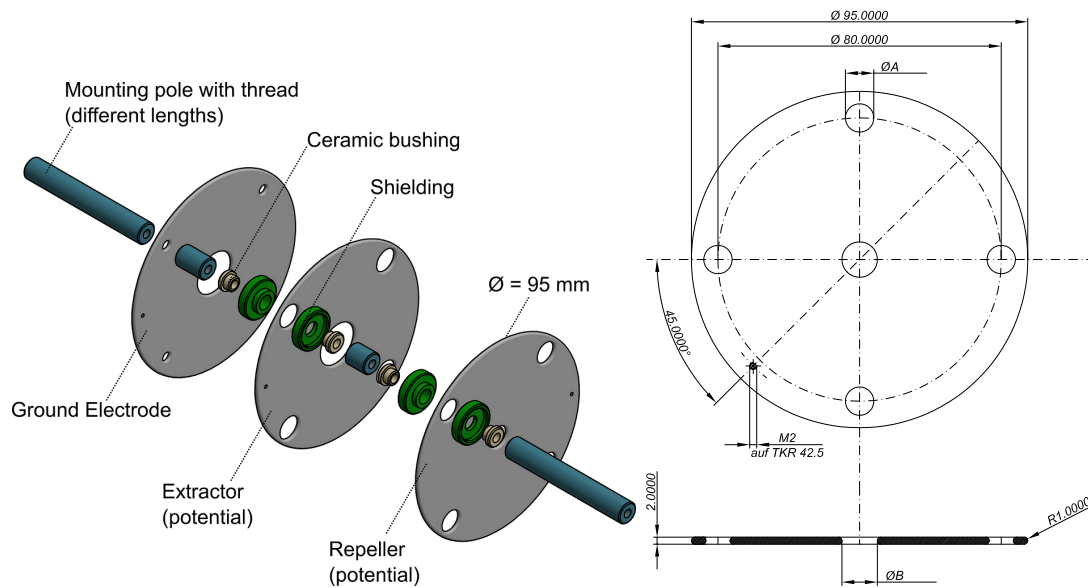 Mounting pole with thread
(different lengths)
Ceramic bushing
Shielding
Ø = 95 mm
Ground Electrode
Extractor
(potential)
Repeller
(potential)
Ø 95.0000
Ø 80.0000
ØA
45.0000°
M2
auf TKR 42.5
2.0000
R1.0000
ØB